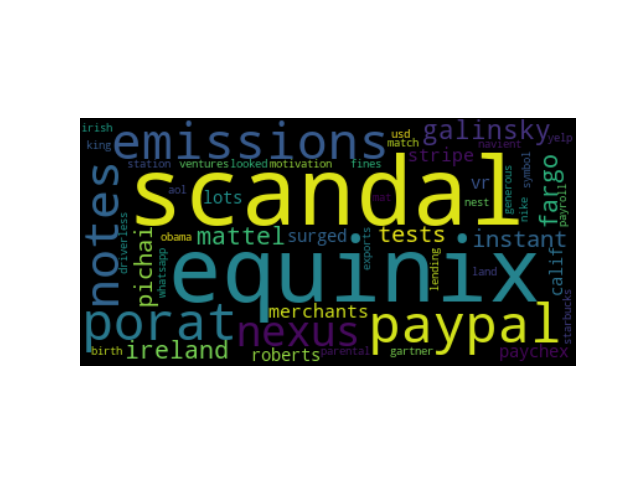 irish
emissions
usd
match
galinsky
yelp
king
navient
stripe
station
ventures
looked
motivation
fines
scandal
notes
aol
lots
mat
vr
nest
generous
symbol
nike
fargo
payroll
driverless
pichai
whatsapp
obama
mattel
surged
exports
tests
instant
calif
equinix
lending
land
starbucks
porat
nexus
merchants
paypal
birth
ireland
roberts
parental
gartner
paychex